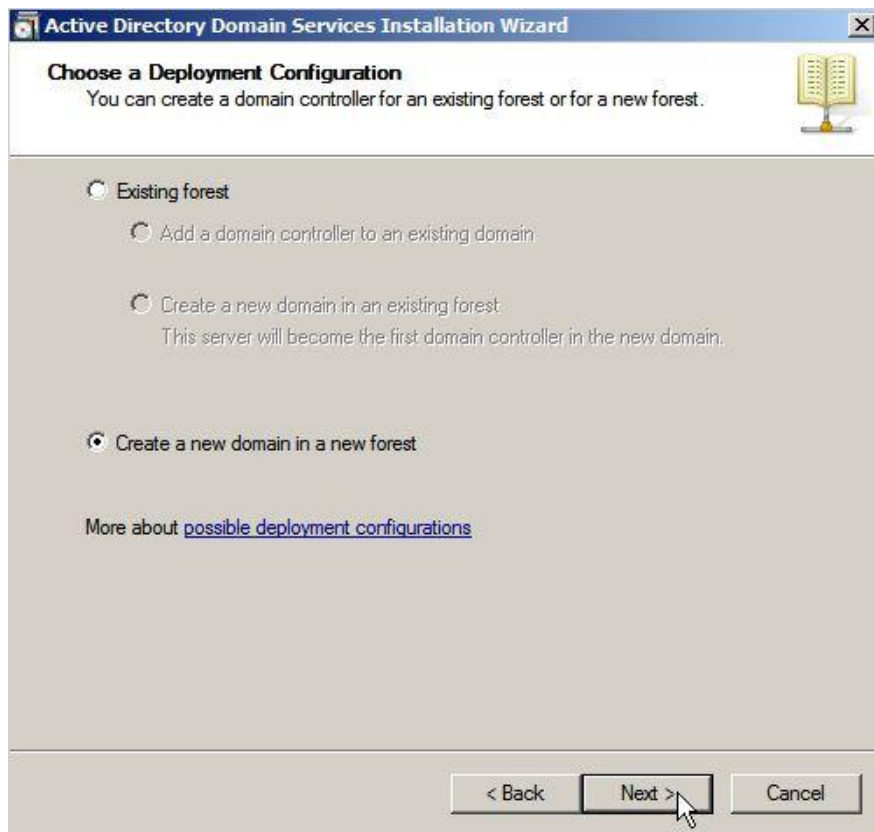 Active Directory Domain Services Installation Wizard
Choose a Deployment Configuration
You can create a domain controller for an existing forest or for a new forest.
Existing forest
Add a domain controller to an existing domain
Create a new domain in an existing forest
This server will become the first domain controller in the new domain.
Create a new domain in a new forest
More about possible deployment configurations
< Back
Next >
Cancel